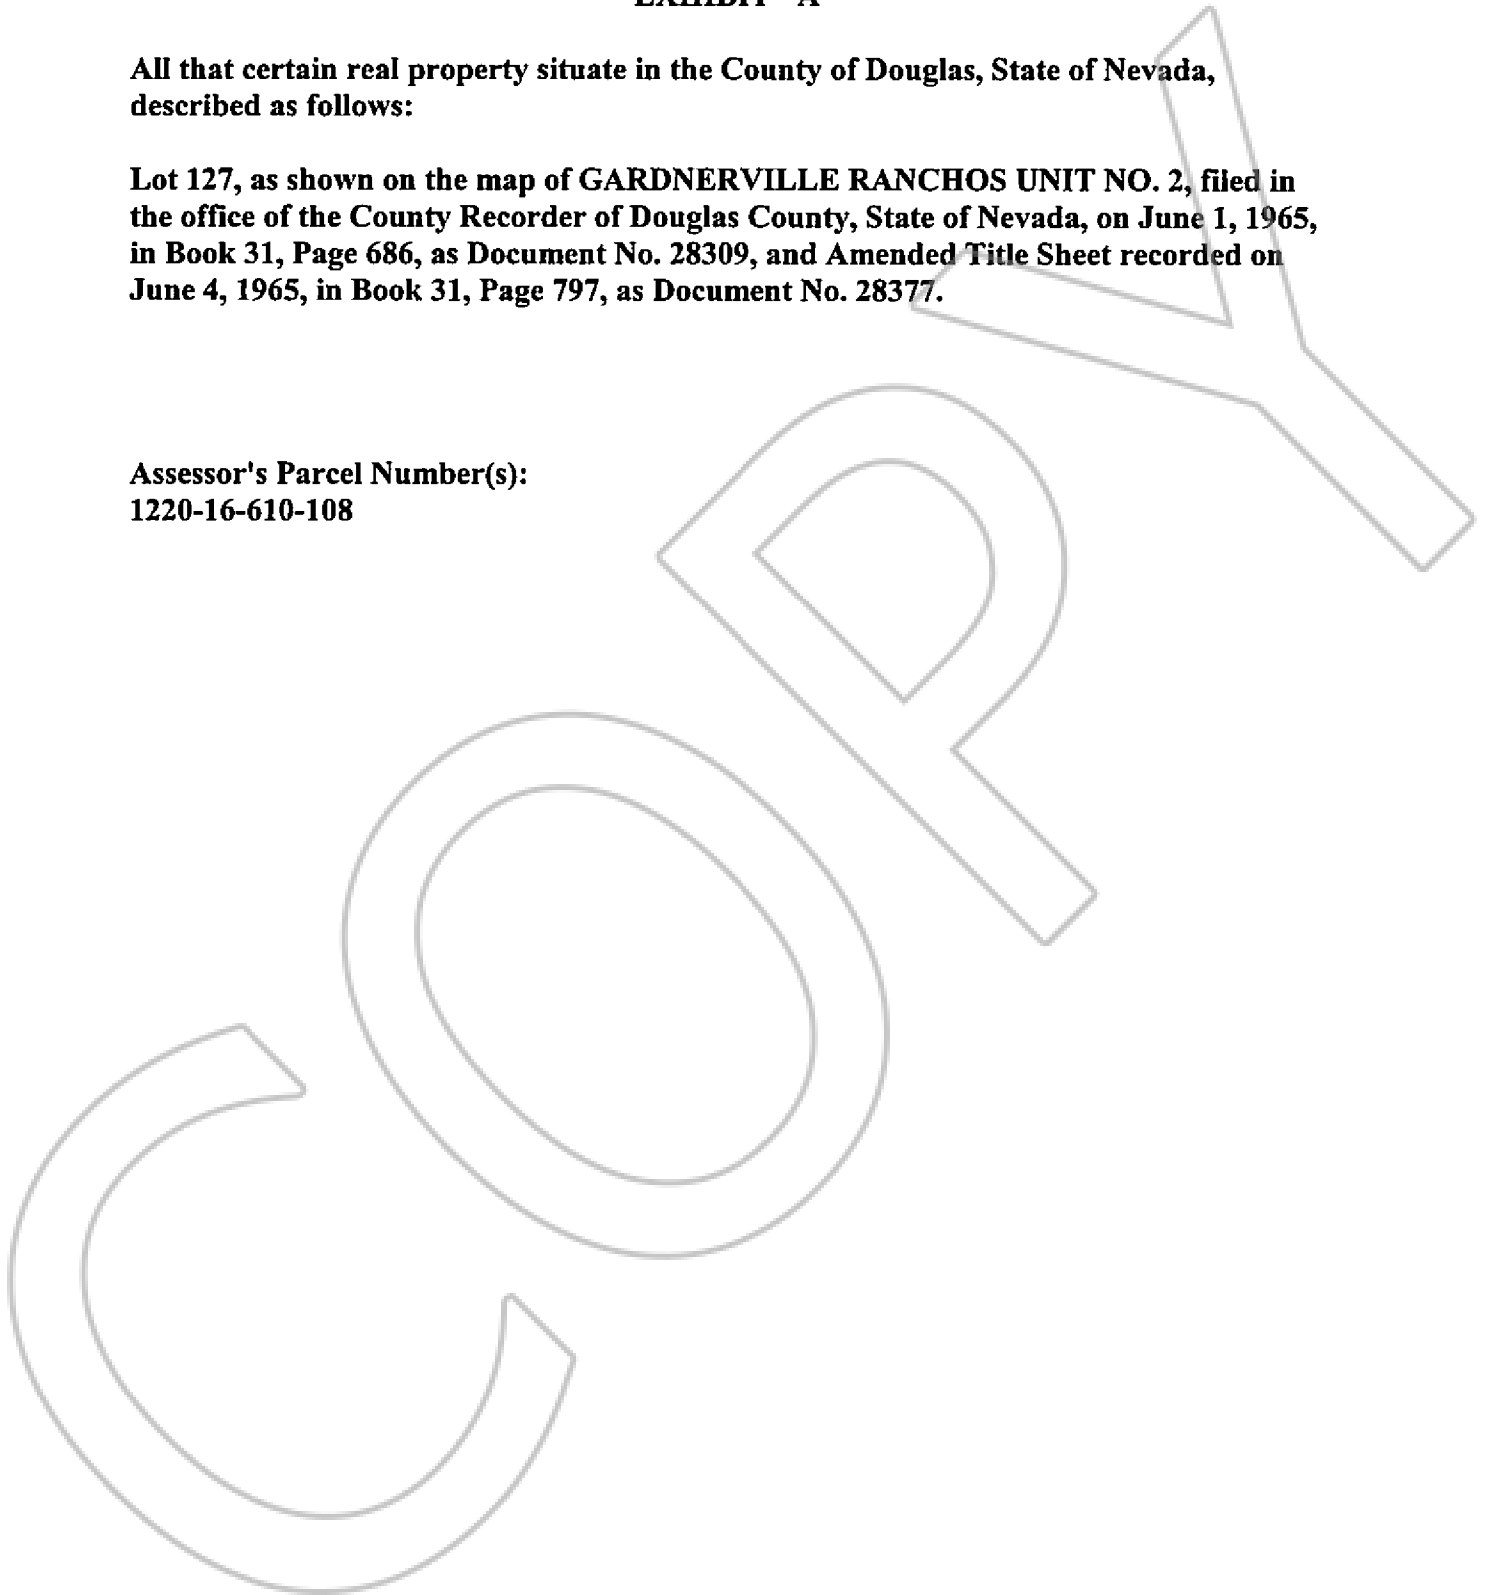 EXHIBIT "A"
All that certain real property situate in the County of Douglas, State of Nevada,
described as follows:
Lot 127, as shown on the map of GARDNERVILLE RANCHOS UNIT NO. 2, filed in
the office of the County Recorder of Douglas County, State of Nevada, on June 1, 1965,
in Book 31, Page 686, as Document No. 28309, and Amended Title Sheet recorded on
June 4, 1965, in Book 31, Page 797, as Document No. 28377.
Assessor's Parcel Number(s):
1220-16-610-108
COPY